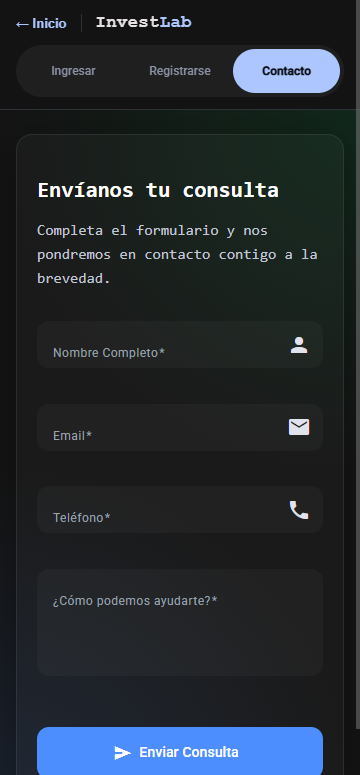 ←Inicio
InvestLab
Ingresar
Registrarse
Contacto
Envíanos tu consulta
Completa el formulario y nos
pondremos en contacto contigo a la
brevedad.
Nombre Completo*
Email*
Teléfono*
¿Cómo podemos ayudarte?*
Enviar Consulta